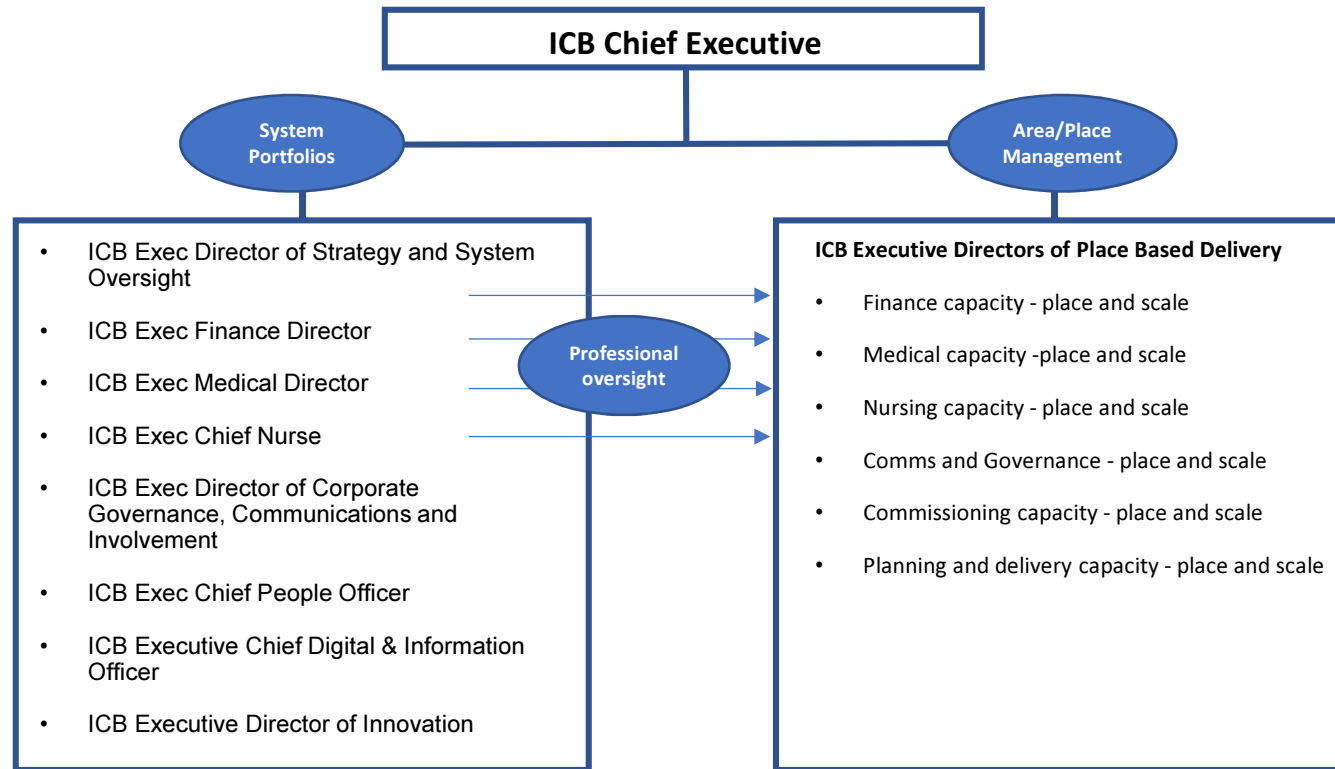 ICB Chief Executive
System
Portfolios
Area/Place
Management
• ICB Exec Director of Strategy and System
Oversight
• ICB Exec Finance Director
• ICB Exec Medical Director
• ICB Exec Chief Nurse
• ICB Exec Director of Corporate
Governance, Communications and
Involvement
• ICB Exec Chief People Officer
• ICB Executive Chief Digital & Information
Officer
• ICB Executive Director of Innovation
Professional
oversight
ICB Executive Directors of Place Based Delivery
• Finance capacity - place and scale
• Medical capacity -place and scale
• Nursing capacity - place and scale
• Comms and Governance - place and scale
• Commissioning capacity - place and scale
• Planning and delivery capacity - place and scale